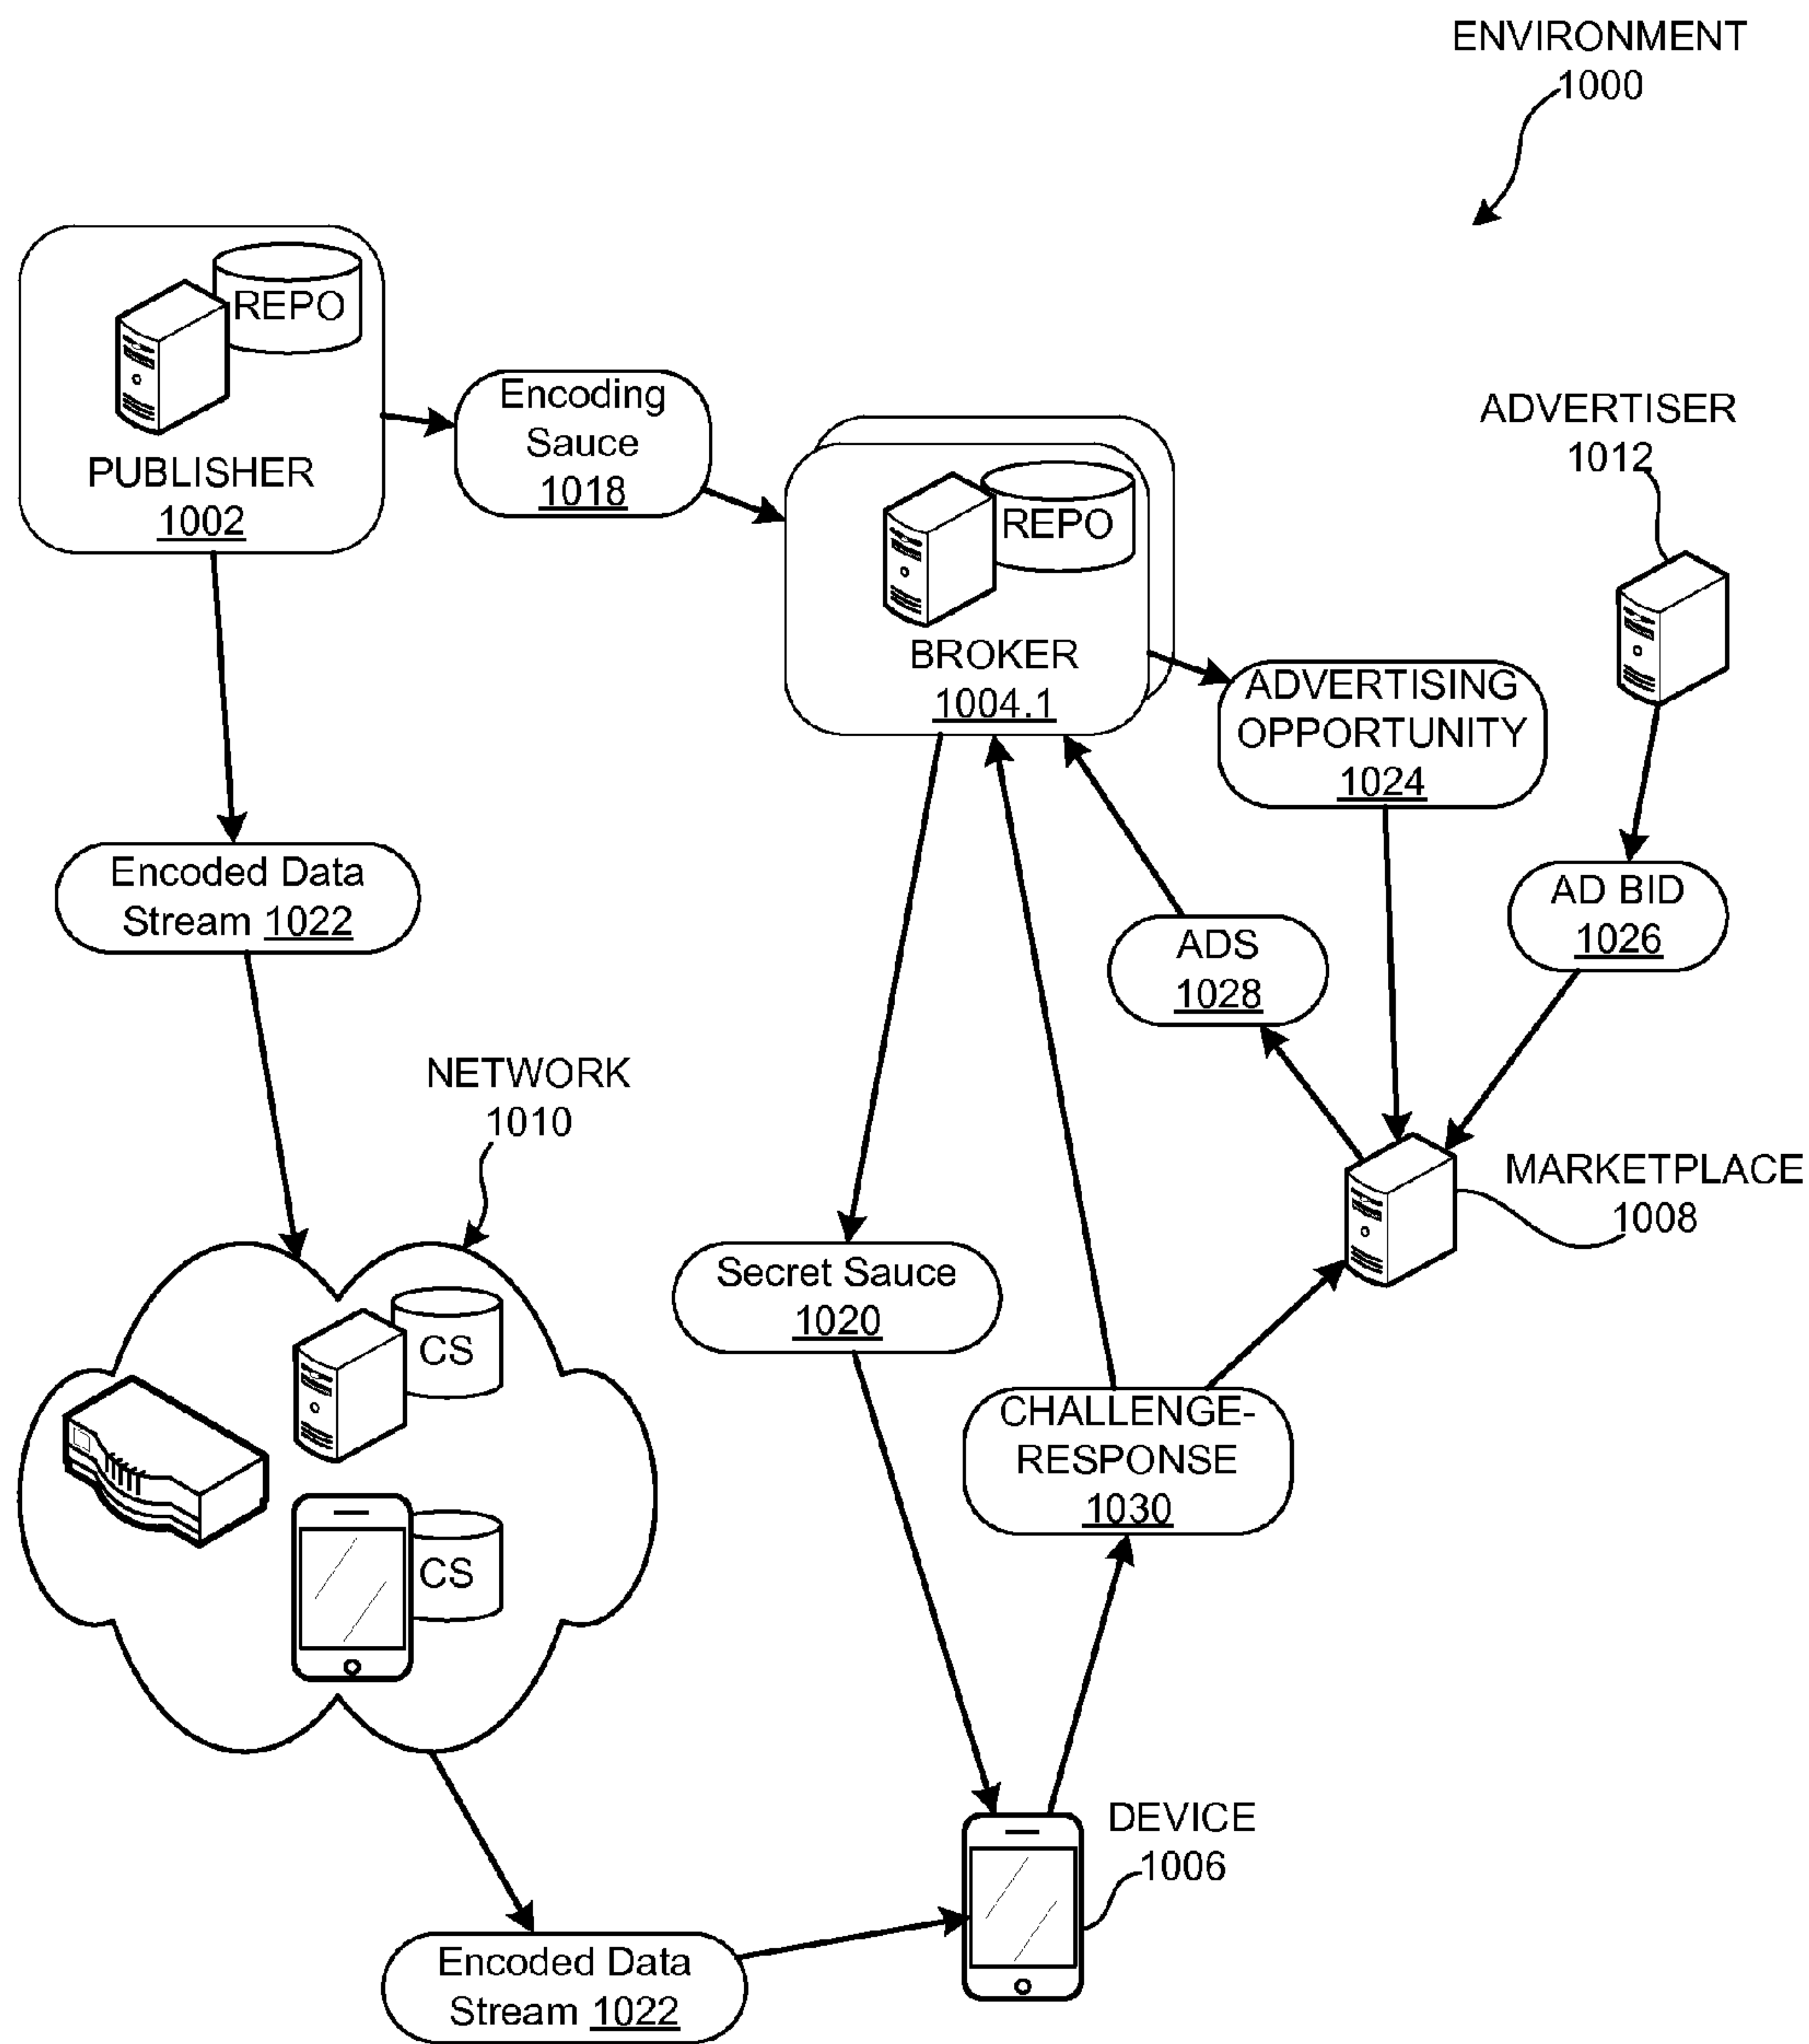 ENVIRONMENT
1000
REPO
PUBLISHER
1002
Encoding
Sauce
1018
REPO
BROKER
1004.1
ADVERTISER
1012
ADVERTISING
OPPORTUNITY
1024
Encoded Data
Stream 1022
AD BID
1026
ADS
1028
NETWORK
1010
MARKETPLACE
1008
Secret Sauce
1020
CS
CS
CHALLENGE-
RESPONSE
1030
DEVICE
1006
Encoded Data
Stream 1022